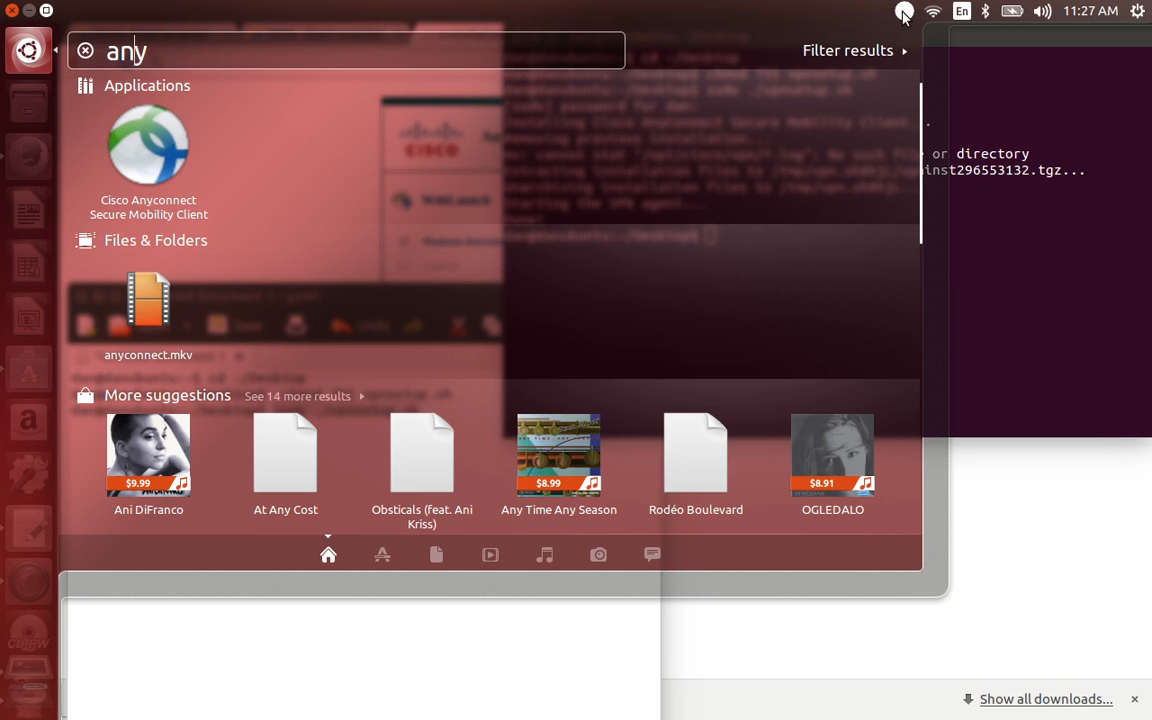 En
11:27 AM
any
Filter results
Applications
Cisco Anyconnect
Secure Mobility Client
Files & Folders
anyconnect.mkv
More suggestions
See 14 more results
$9.99
$8.99
$8.91
Ani DiFranco
At Any Cost
Obsticals (feat. Ani
Kriss)
Any Time Any Season
Rodéo Boulevard
OGLEDALO
CISCO
or directory
inst296553132.tgz...
Show all downloads...